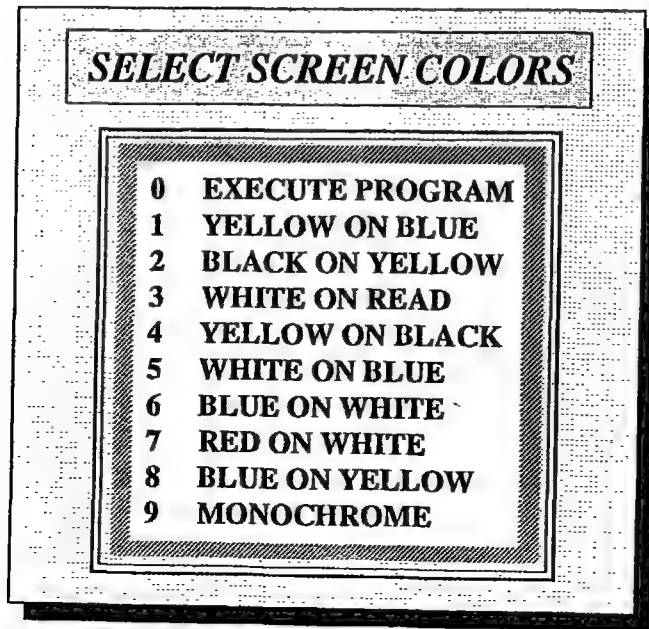 SELECT SCREEN COLORS
0 EXECUTE PROGRAM
1 YELLOW ON BLUE
2 BLACK ON YELLOW
3 WHITE ON READ
4 YELLOW ON BLACK
5 WHITE ON BLUE
6 BLUE ON WHITE
7 RED ON WHITE
8 BLUE ON YELLOW
9 MONOCHROME